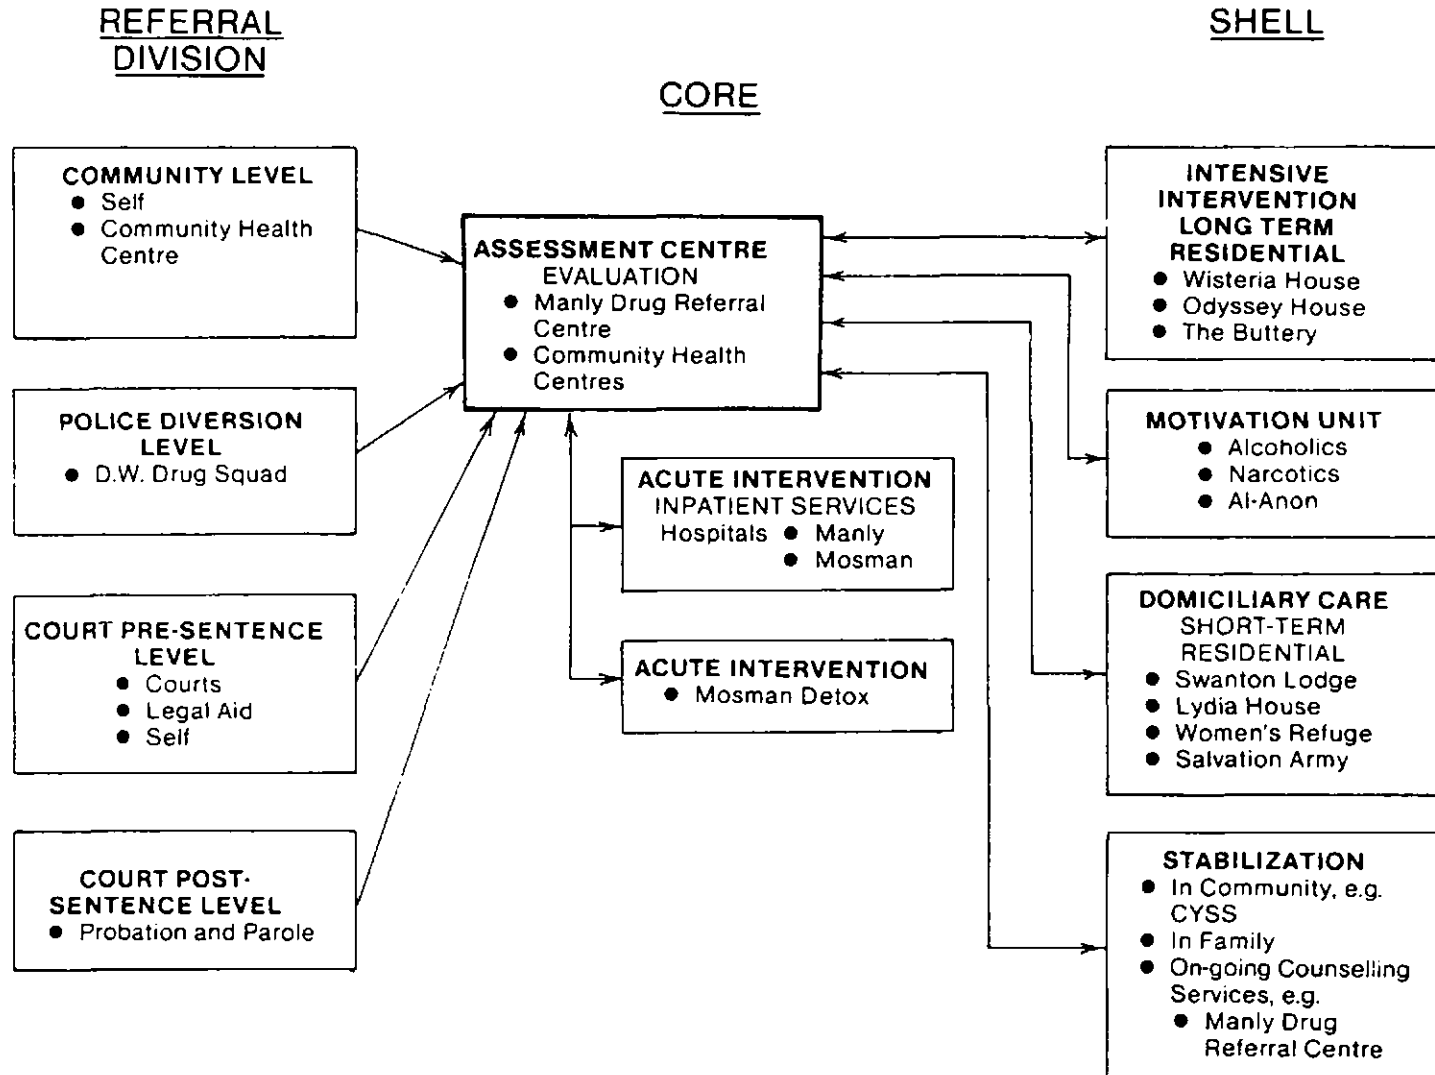 REFERRAL
DIVISION
COMMUNITY LEVEL
● Self
● Community Health
Centre
POLICE DIVERSION
LEVEL
● D.W. Drug Squad
COURT PRE-SENTENCE
LEVEL
● Courts
● Legal Aid
● Self
COURT POST-
SENTENCE LEVEL
● Probation and Parole
CORE
ASSESSMENT CENTRE
EVALUATION
● Manly Drug Referral
Centre
● Community Health
Centres
ACUTE INTERVENTION
INPATIENT SERVICES
Hospitals ● Manly
● Mosman
ACUTE INTERVENTION
● Mosman Detox
SHELL
INTENSIVE
INTERVENTION
LONG TERM
RESIDENTIAL
● Wisteria House
● Odyssey House
● The Buttery
MOTIVATION UNIT
● Alcoholics
● Narcotics
● Al-Anon
DOMICILIARY CARE
SHORT-TERM
RESIDENTIAL
● Swanton Lodge
● Lydia House
● Women's Refuge
● Salvation Army
STABILIZATION
● In Community, e.g.
CYSS
● In Family
● On-going Counselling
Services, e.g.
● Manly Drug
Referral Centre